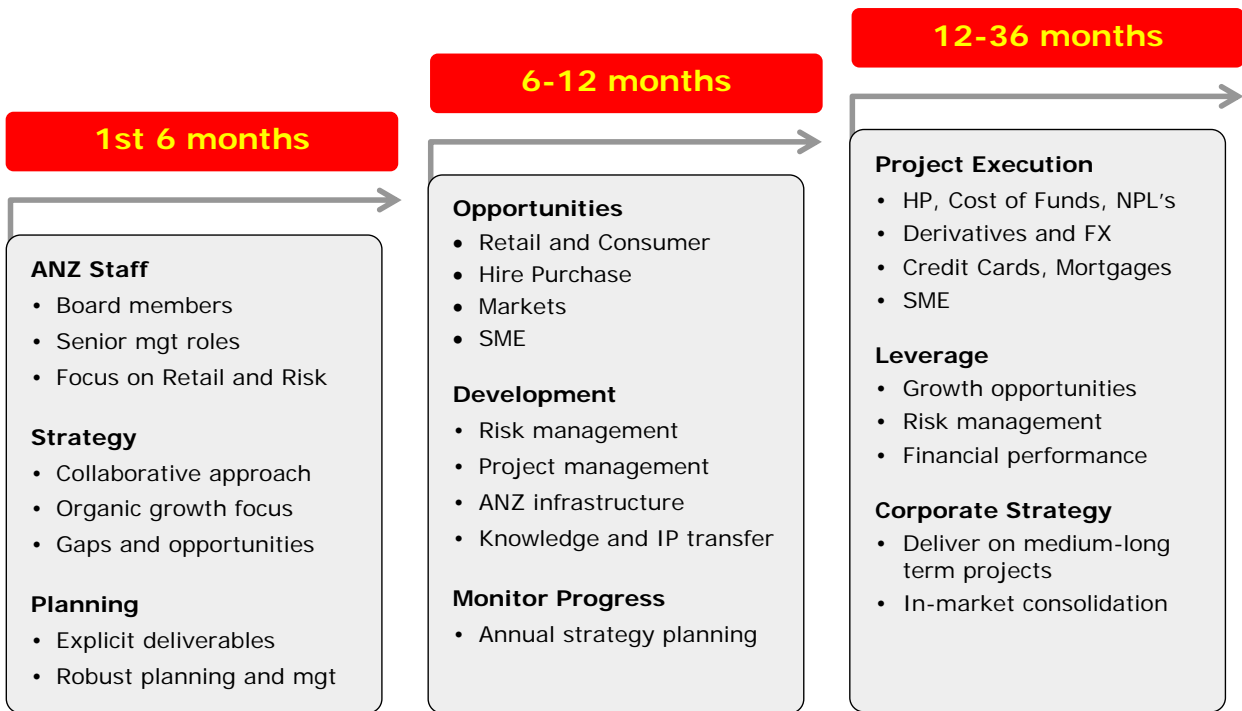 1st 6 months
ANZ Staff
• Board members
• Senior mgt roles
• Focus on Retail and Risk
Strategy
• Collaborative approach
• Organic growth focus
• Gaps and opportunities
Planning
• Explicit deliverables
• Robust planning and mgt
6-12 months
Opportunities
• Retail and Consumer
• Hire Purchase
• Markets
• SME
Development
• Risk management
• Project management
• ANZ infrastructure
• Knowledge and IP transfer
Monitor Progress
• Annual strategy planning
12-36 months
Project Execution
• HP, Cost of Funds, NPL's
• Derivatives and FX
• Credit Cards, Mortgages
• SME
Leverage
• Growth opportunities
• Risk management
• Financial performance
Corporate Strategy
• Deliver on medium-long
term projects
• In-market consolidation